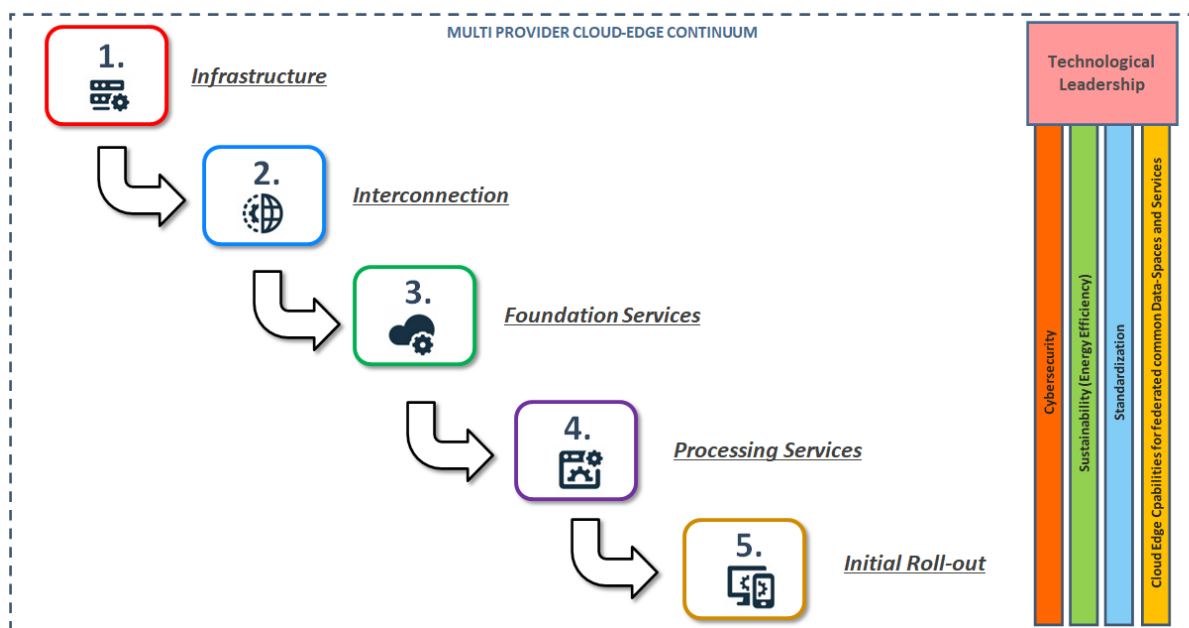 MULTI PROVIDER CLOUD-EDGE CONTINUUM
1.
Infrastructure
2.
Interconnection
3.
Foundation Services
4.
Processing Services
5.
Initial Roll-out
Technological
Leadership
Cybersecurity
Sustainability (Energy Efficiency)
Standardization
Cloud Edge Cpabilities for federated common Data-Spaces and Services